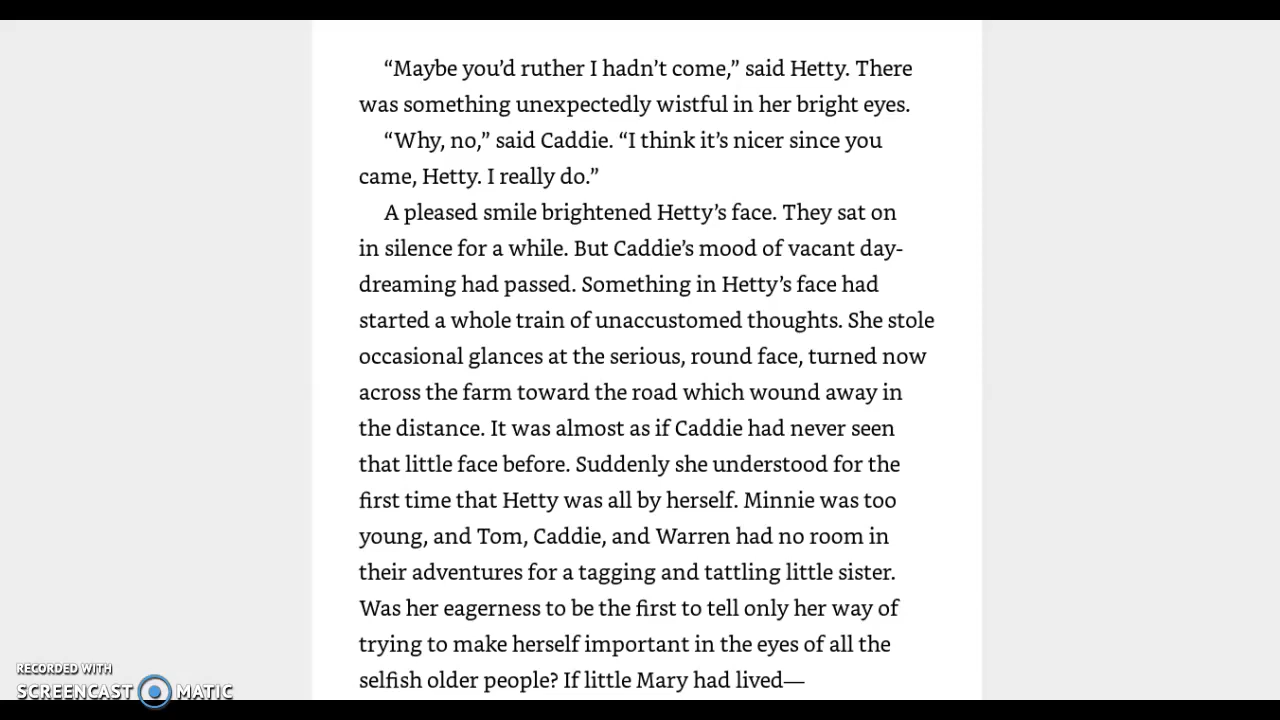 “Maybe you’d ruther I hadn’t come,” said Hetty. There
was something unexpectedly wistful in her bright eyes.
“Why, no,” said Caddie. “I think it’s nicer since you
came, Hetty. I really do.”
A pleased smile brightened Hetty’s face. They sat on
in silence for a while. But Caddie’s mood of vacant day-
dreaming had passed. Something in Hetty’s face had
started a whole train of unaccustomed thoughts. She stole
occasional glances at the serious, round face, turned now
across the farm toward the road which wound away in
the distance. It was almost as if Caddie had never seen
that little face before. Suddenly she understood for the
first time that Hetty was all by herself. Minnie was too
young, and Tom, Caddie, and Warren had no room in
their adventures for a tagging and tattling little sister.
Was her eagerness to be the first to tell only her way of
trying to make herself important in the eyes of all the
selfish older people? If little Mary had lived—
RECORDED WITH
SCREENCAST MATIC